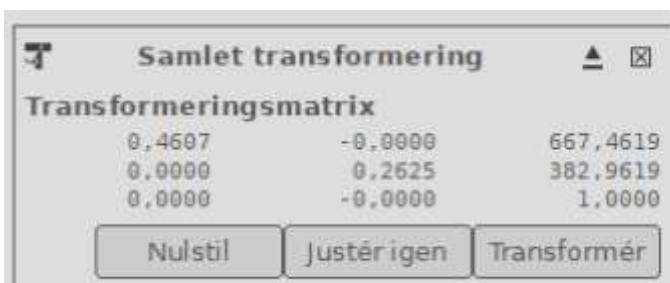 Samlet transformering
Transformeringsmatrix
0,4607 -0,0000 667,4619
0,0000 0,2625 382,9619
0,0000 -0,0000 1,0000
Nulstil Justér igen Transformér